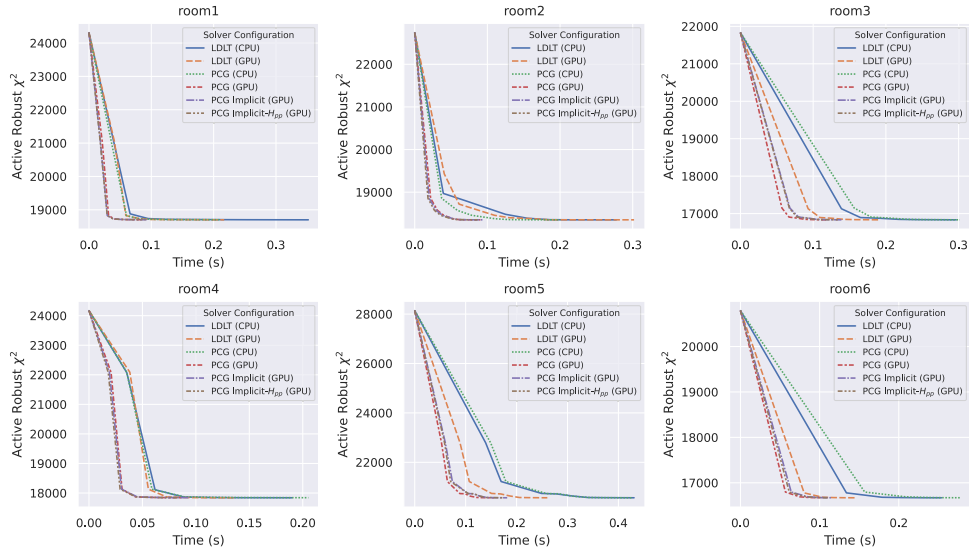 room1
24000
23000
22000
21000
20000
19000
Active Robust χ²
0.0 0.1 0.2 0.3
Time (s)
Solver Configuration
LDLT (CPU)
LDLT (GPU)
PCG (CPU)
PCG (GPU)
PCG Implicit (GPU)
PCG Implicit-Hpp (GPU)
room2
22000
21000
20000
19000
Active Robust χ²
0.0 0.1 0.2 0.3
Time (s)
Solver Configuration
LDLT (CPU)
LDLT (GPU)
PCG (CPU)
PCG (GPU)
PCG Implicit (GPU)
PCG Implicit-Hpp (GPU)
room3
22000
21000
20000
19000
18000
17000
Active Robust χ²
0.0 0.1 0.2 0.3
Time (s)
Solver Configuration
LDLT (CPU)
LDLT (GPU)
PCG (CPU)
PCG (GPU)
PCG Implicit (GPU)
PCG Implicit-Hpp (GPU)
room4
24000
23000
22000
21000
20000
19000
18000
Active Robust χ²
0.00 0.05 0.10 0.15 0.20
Time (s)
Solver Configuration
LDLT (CPU)
LDLT (GPU)
PCG (CPU)
PCG (GPU)
PCG Implicit (GPU)
PCG Implicit-Hpp (GPU)
room5
28000
26000
24000
22000
Active Robust χ²
0.0 0.1 0.2 0.3 0.4
Time (s)
Solver Configuration
LDLT (CPU)
LDLT (GPU)
PCG (CPU)
PCG (GPU)
PCG Implicit (GPU)
PCG Implicit-Hpp (GPU)
room6
20000
19000
18000
17000
Active Robust χ²
0.0 0.1 0.2
Time (s)
Solver Configuration
LDLT (CPU)
LDLT (GPU)
PCG (CPU)
PCG (GPU)
PCG Implicit (GPU)
PCG Implicit-Hpp (GPU)